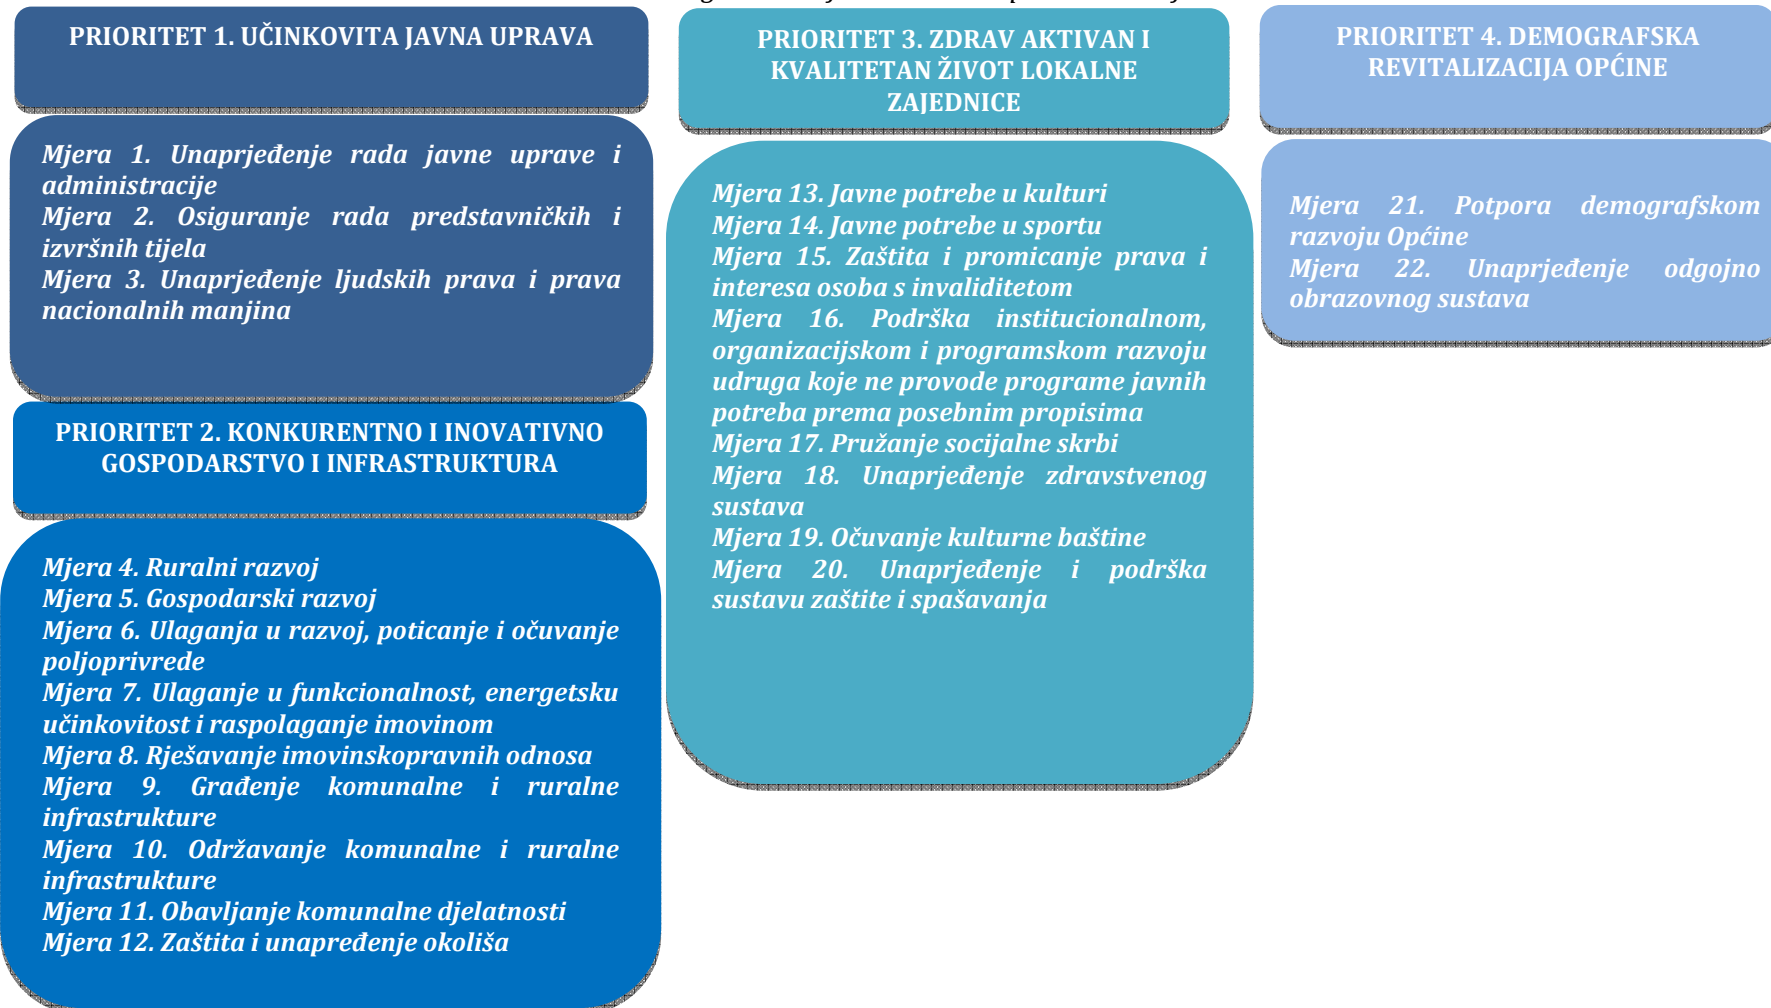 PRIORITET 1. UČINKOVITA JAVNA UPRAVA
Mjera 1. Unaprjeđenje rada javne uprave i
administracije
Mjera 2. Osiguranje rada predstavničkih i
izvršnih tijela
Mjera 3. Unaprjeđenje ljudskih prava i prava
nacionalnih manjina
PRIORITET 2. KONKURENTNO I INOVATIVNO
GOSPODARSTVO I INFRASTRUKTURA
Mjera 4. Ruralni razvoj
Mjera 5. Gospodarski razvoj
Mjera 6. Ulaganja u razvoj, poticanje i očuvanje
poljoprivrede
Mjera 7. Ulaganje u funkcionalnost, energetsku
učinkovitost i raspolaganje imovinom
Mjera 8. Rješavanje imovinskopravnih odnosa
Mjera 9. Građenje komunalne i ruralne
infrastrukture
Mjera 10. Održavanje komunalne i ruralne
infrastrukture
Mjera 11. Obavljanje komunalne djelatnosti
Mjera 12. Zaštita i unapređenje okoliša
PRIORITET 3. ZDRAV AKTIVAN I
KVALITETAN ŽIVOT LOKALNE
ZAJEDNICE
Mjera 13. Javne potrebe u kulturi
Mjera 14. Javne potrebe u sportu
Mjera 15. Zaštita i promicanje prava i
interesa osoba s invaliditetom
Mjera 16. Podrška institucionalnom,
organizacijskom i programskom razvoju
udruga koje ne provode programe javnih
potreba prema posebnim propisima
Mjera 17. Pružanje socijalne skrbi
Mjera 18. Unaprjeđenje zdravstvenog
sustava
Mjera 19. Očuvanje kulturne baštine
Mjera 20. Unaprjeđenje i podrška
sustavu zaštite i spašavanja
PRIORITET 4. DEMOGRAFSKA
REVITALIZACIJA OPĆINE
Mjera 21. Potpora demografskom
razvoju Općine
Mjera 22. Unaprjeđenje odgojno
obrazovnog sustava